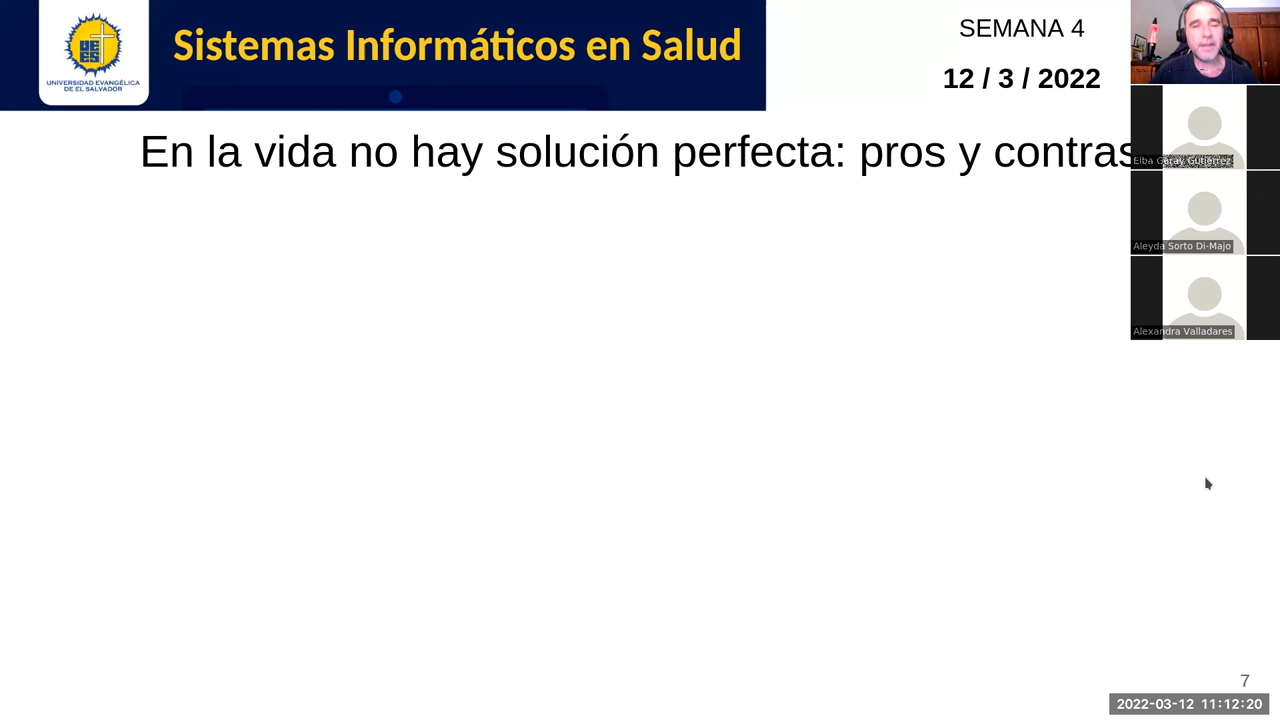 UNIVERSIDAD EVANGÉLICA
DE EL SALVADOR
Sistemas Informáticos en Salud
SEMANA 4
12 / 3 / 2022
En la vida no hay solución perfecta: pros y contras
Elba Garay Gutierrez
Aleyda Sorto Di-Majo
Alexandra Valladares
7
2022-03-12 11:12:20